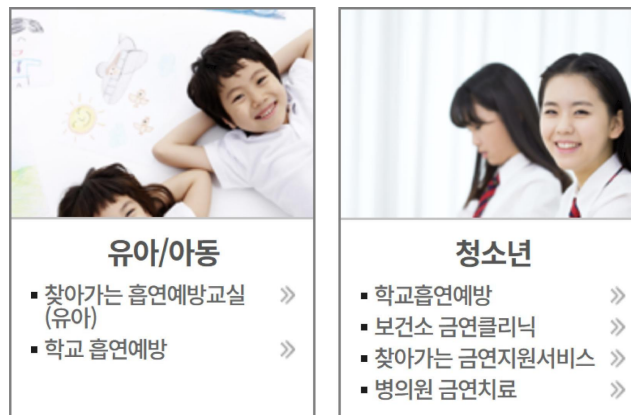 유아/아동
찾아가는 흡연예방교실
(유아)
학교 흡연예방
청소년
학교흡연예방
보건소 금연클리닉
찾아가는 금연지원서비스
병의원 금연치료